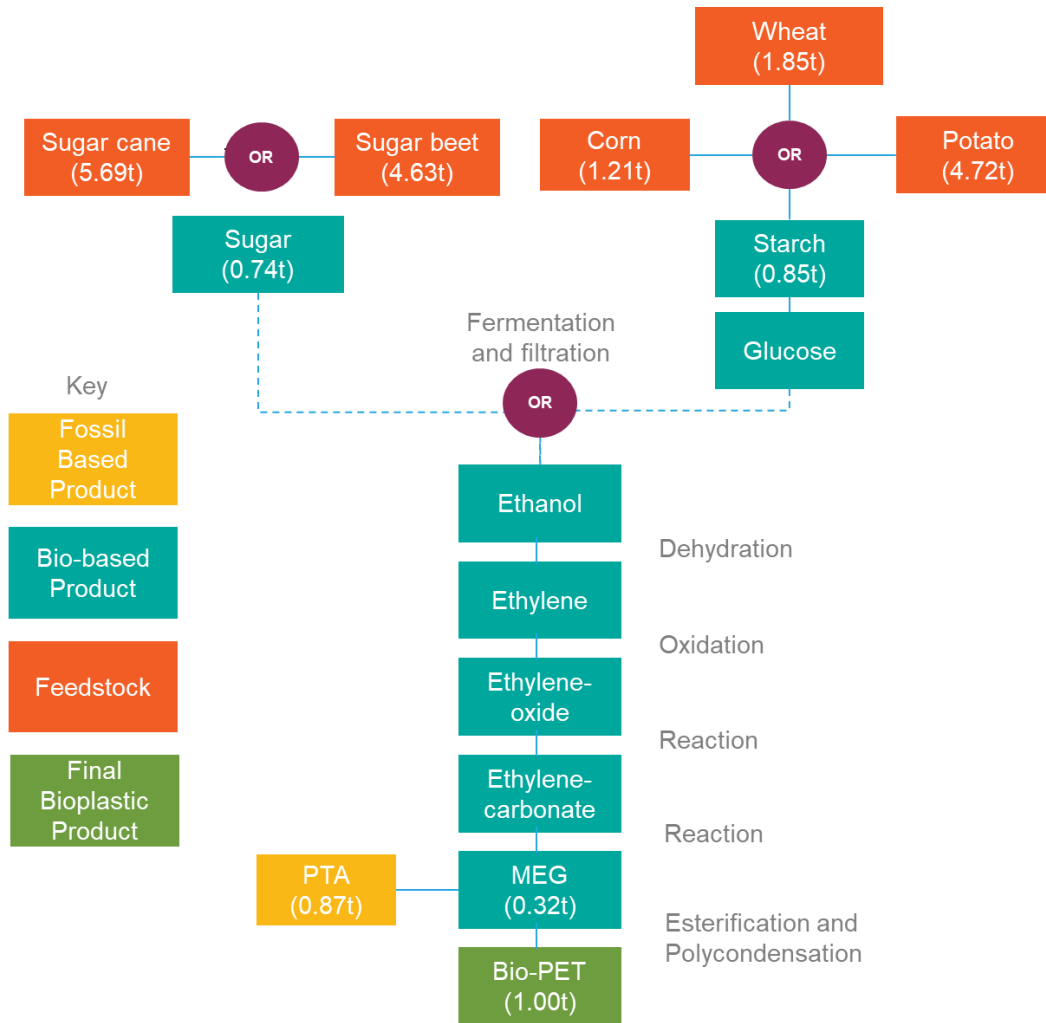 Wheat
(1.85t)
Sugar cane
(5.69t)
OR
Sugar beet
(4.63t)
Corn
(1.21t)
OR
Potato
(4.72t)
Sugar
(0.74t)
Starch
(0.85t)
Fermentation
and filtration
Glucose
OR
Key
Fossil
Based
Product
Bio-based
Product
Feedstock
Final
Bioplastic
Product
Ethanol
Dehydration
Ethylene
Oxidation
Ethylene-
oxide
Reaction
Ethylene-
carbonate
Reaction
PTA
(0.87t)
MEG
(0.32t)
Esterification and
Polycondensation
Bio-PET
(1.00t)